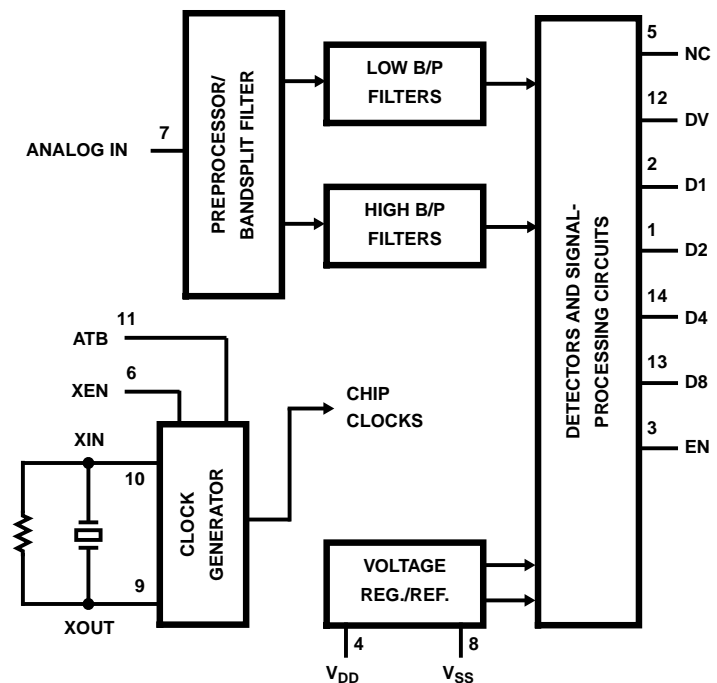 ANALOG IN
7
PREPROCESSOR/
BANDSPLIT FILTER
LOW B/P
FILTERS
HIGH B/P
FILTERS
DETECTORS AND SIGNAL-
PROCESSING CIRCUITS
5
NC
12
DV
2
D1
1
D2
14
D4
13
D8
3
EN
11
ATB
6
XEN
XIN
10
CLOCK
GENERATOR
9
XOUT
CHIP
CLOCKS
VOLTAGE
REG./REF.
4
8
VDD
VSS